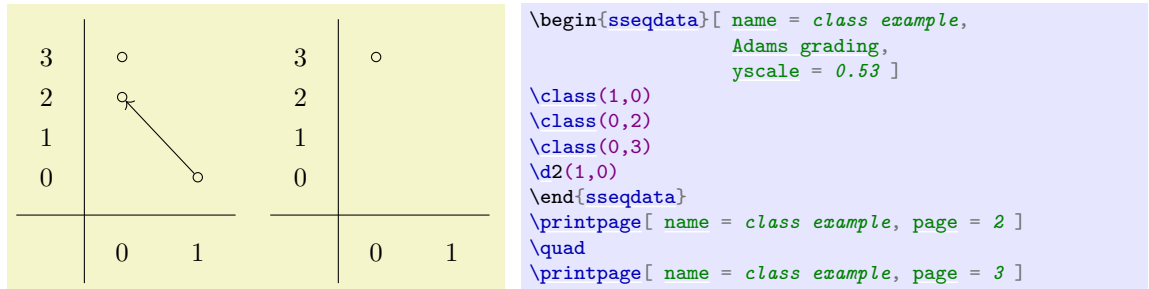 3
2
1
0
0 1
3
2
1
0
0 1
\begin{sseqdata}[ name = class example,
Adams grading,
yscale = 0.53 ]
\class(1,0)
\class(0,2)
\class(0,3)
\d2(1,0)
\end{sseqdata}
\printpage[ name = class example, page = 2 ]
\quad
\printpage[ name = class example, page = 3 ]